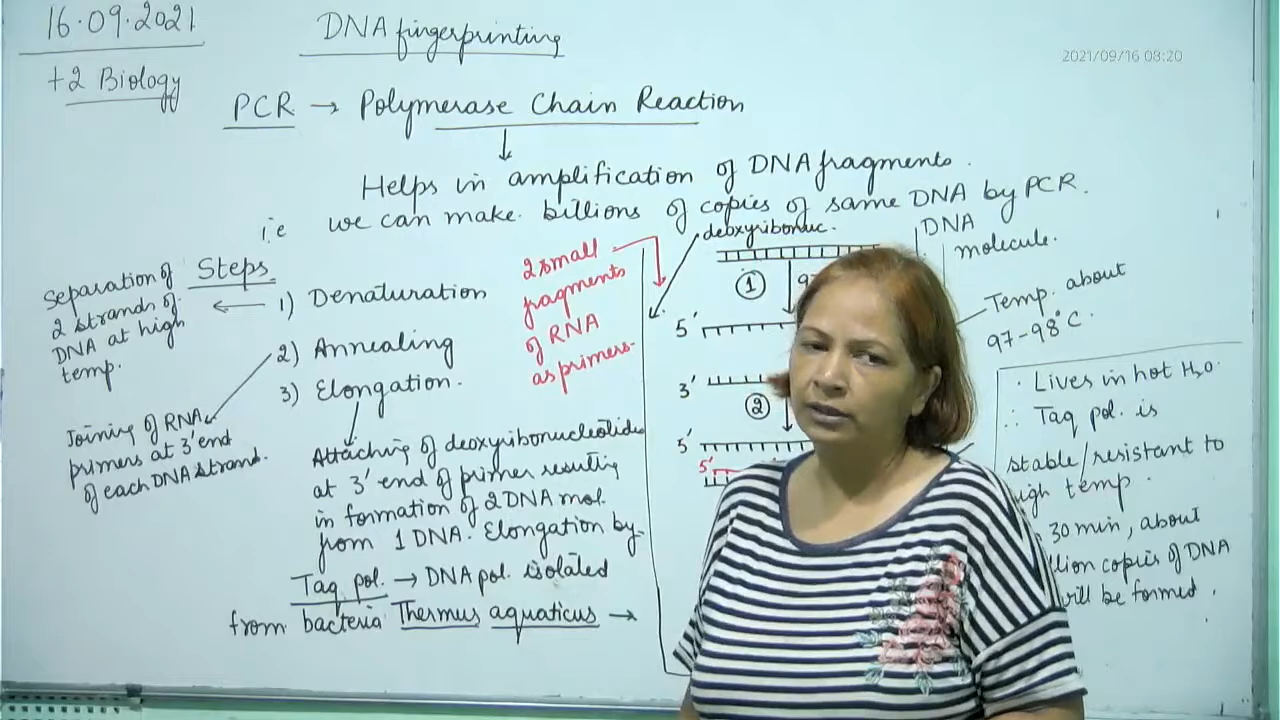 16.09.2021
DNA fingerprinting
2021/09/16 08:20
+2 Biology
PCR → Polymerase Chain Reaction
↓
Helps in amplification of DNA fragments.
i.e we can make billions of copies of same DNA by PCR.
Steps
1) Denaturation
Separation of
2 strands of
DNA at high
temp.
2) Annealing
Joining of RNA
primers at 3' end
of each DNA strand.
3) Elongation.
Attaching of deoxyribonucleotides
at 3' end of primer resulting
in formation of 2 DNA mol.
from 1 DNA. Elongation by
Taq pol. → DNA pol. isolated
from bacteria Thermus aquaticus →
2 small
fragments
of RNA
as primers.
deoxyribonuc.
DNA
molecule.
1
9
Temp. about
97-98°C.
5'
3'
2
5'
5'
. Lives in hot H₂O.
∴ Taq pol. is
stable/resistant to
igh temp.
30 min, about
llion copies of DNA
will be formed.